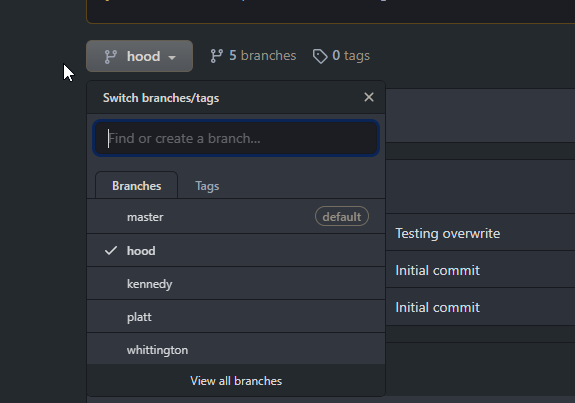 hood
5 branches
0 tags
Switch branches/tags
Find or create a branch...
Branches
Tags
master
default
hood
kennedy
platt
whittington
View all branches
Testing overwrite
Initial commit
Initial commit